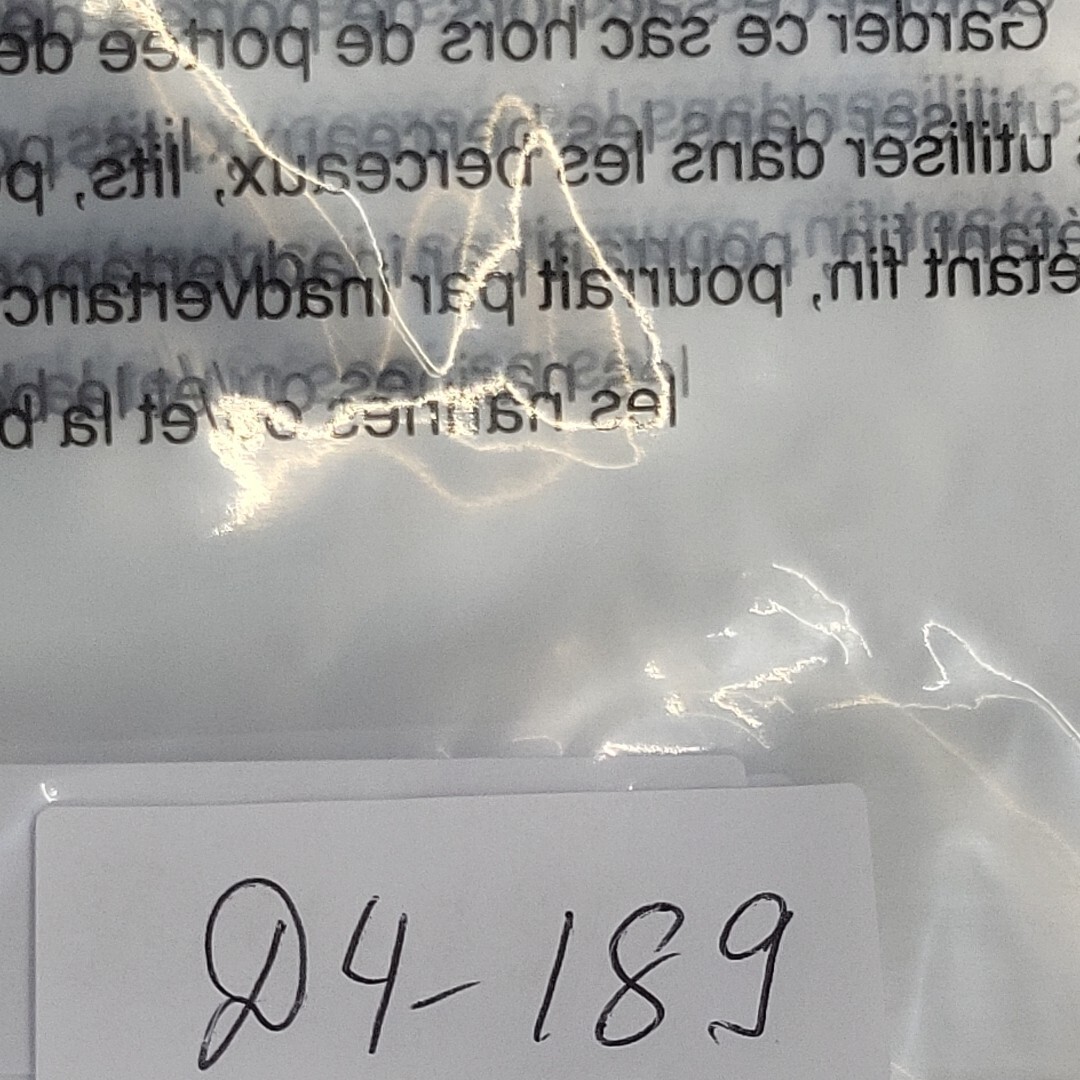 Garder ce sac hors de portée de
utiliser dans les berceaux, lits,
étant fin, pourrait par inadvertanc
les narines et la b
Д4-189